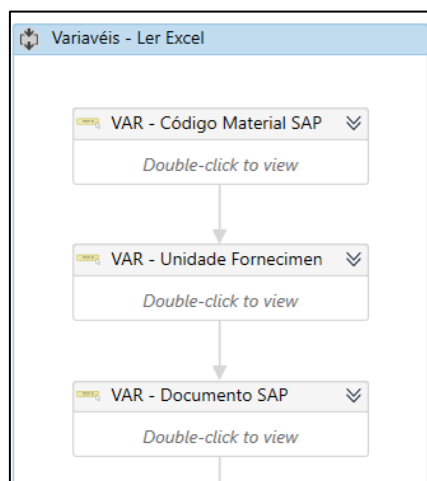 Variavéis - Ler Excel
VAR - Código Material SAP
Double-click to view
VAR - Unidade Fornecimen
Double-click to view
VAR - Documento SAP
Double-click to view